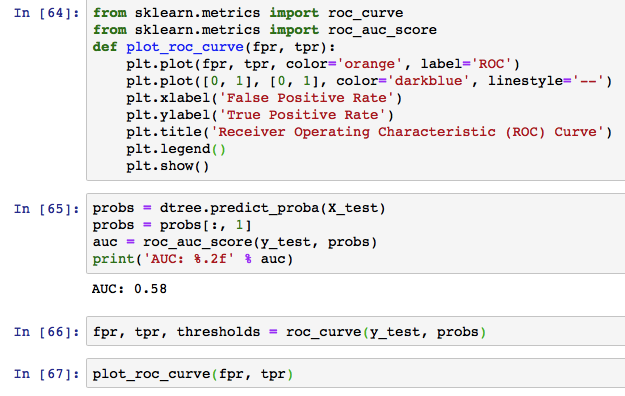 In [64]: from sklearn.metrics import roc_curve
from sklearn.metrics import roc_auc_score
def plot_roc_curve(fpr, tpr):
    plt.plot(fpr, tpr, color='orange', label='ROC')
    plt.plot([0, 1], [0, 1], color='darkblue', linestyle='--')
    plt.xlabel('False Positive Rate')
    plt.ylabel('True Positive Rate')
    plt.title('Receiver Operating Characteristic (ROC) Curve')
    plt.legend()
    plt.show()
In [65]: probs = dtree.predict_proba(X_test)
probs = probs[:, 1]
auc = roc_auc_score(y_test, probs)
print('AUC: %.2f' % auc)
AUC: 0.58
In [66]: fpr, tpr, thresholds = roc_curve(y_test, probs)
In [67]: plot_roc_curve(fpr, tpr)